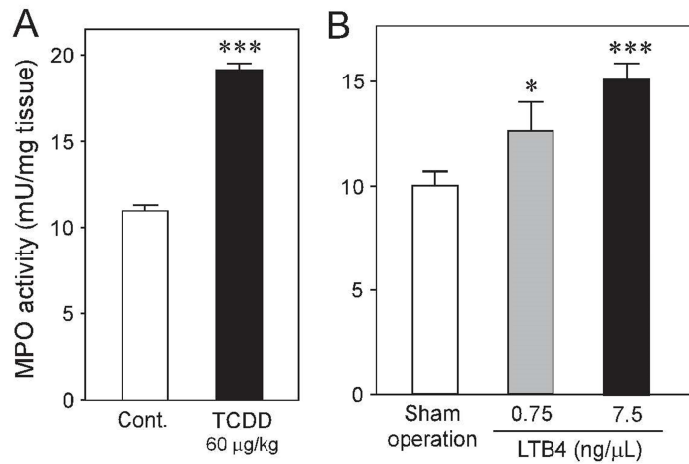 A
MPO activity (mU/mg tissue)
20
15
10
5
0
***
Cont.
TCDD
60 µg/kg
B
15
10
5
0
*
***
Sham
operation
0.75
7.5
LTB4 (ng/µL)